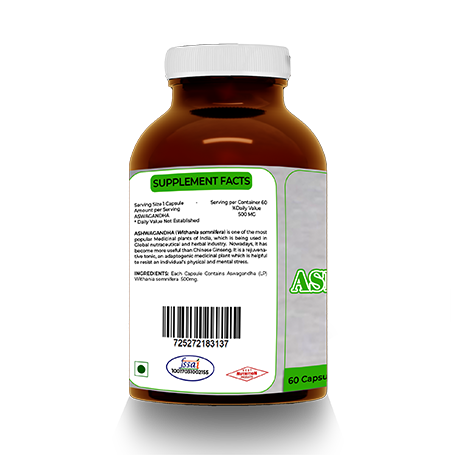 SUPPLEMENT FACTS
Serving Size 1 Capsule - Serving per Container 60
Amount per Serving %Daily Value
ASWAGANDHA 500 MG
* Daily Value Not Established
ASHWAGANDHA (Withania somnifera) is one of the most
popular Medicinal plants of India, which is being used in
Global nutraceutical and herbal industry. Nowadays, it has
become more useful than Chinese Ginseng. It is a rejuvena-
tive tonic, an adaptogenic medicinal plant which is helpful
to resist an individual's physical and mental stress.
INGREDIENTS: Each Capsule Contains Aswagandha (LP)
Withania somnifera 500mg.
725272183137
fssai
10017051002155
NUTRITION
AS
60 Capsu